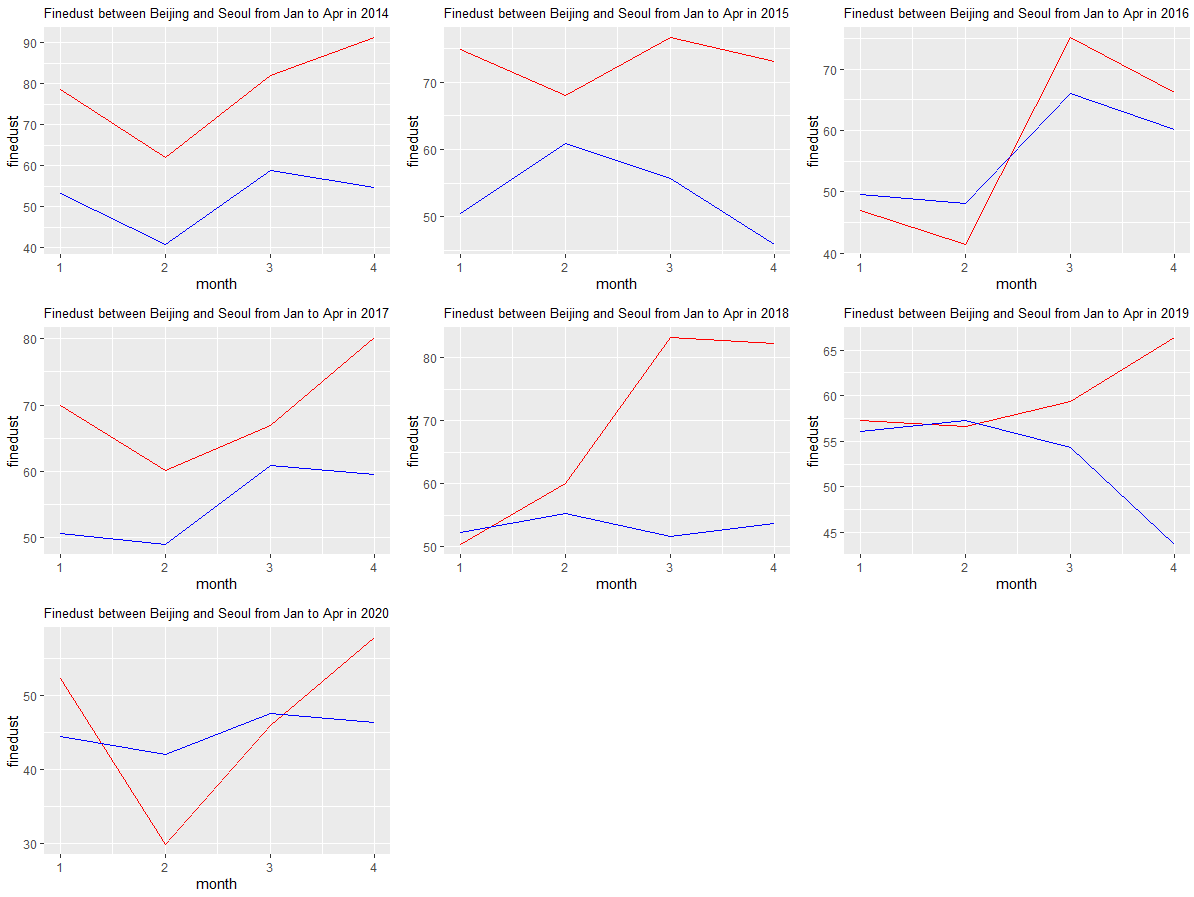 Finedust between Beijing and Seoul from Jan to Apr in 2014
90
80
70
60
50
40
finedust
1 2 3 4
month
Finedust between Beijing and Seoul from Jan to Apr in 2015
70
60
50
finedust
1 2 3 4
month
Finedust between Beijing and Seoul from Jan to Apr in 2016
70
60
50
40
finedust
1 2 3 4
month
Finedust between Beijing and Seoul from Jan to Apr in 2017
80
70
60
50
finedust
1 2 3 4
month
Finedust between Beijing and Seoul from Jan to Apr in 2018
80
70
60
50
finedust
1 2 3 4
month
Finedust between Beijing and Seoul from Jan to Apr in 2019
65
60
55
50
45
finedust
1 2 3 4
month
Finedust between Beijing and Seoul from Jan to Apr in 2020
50
40
30
finedust
1 2 3 4
month